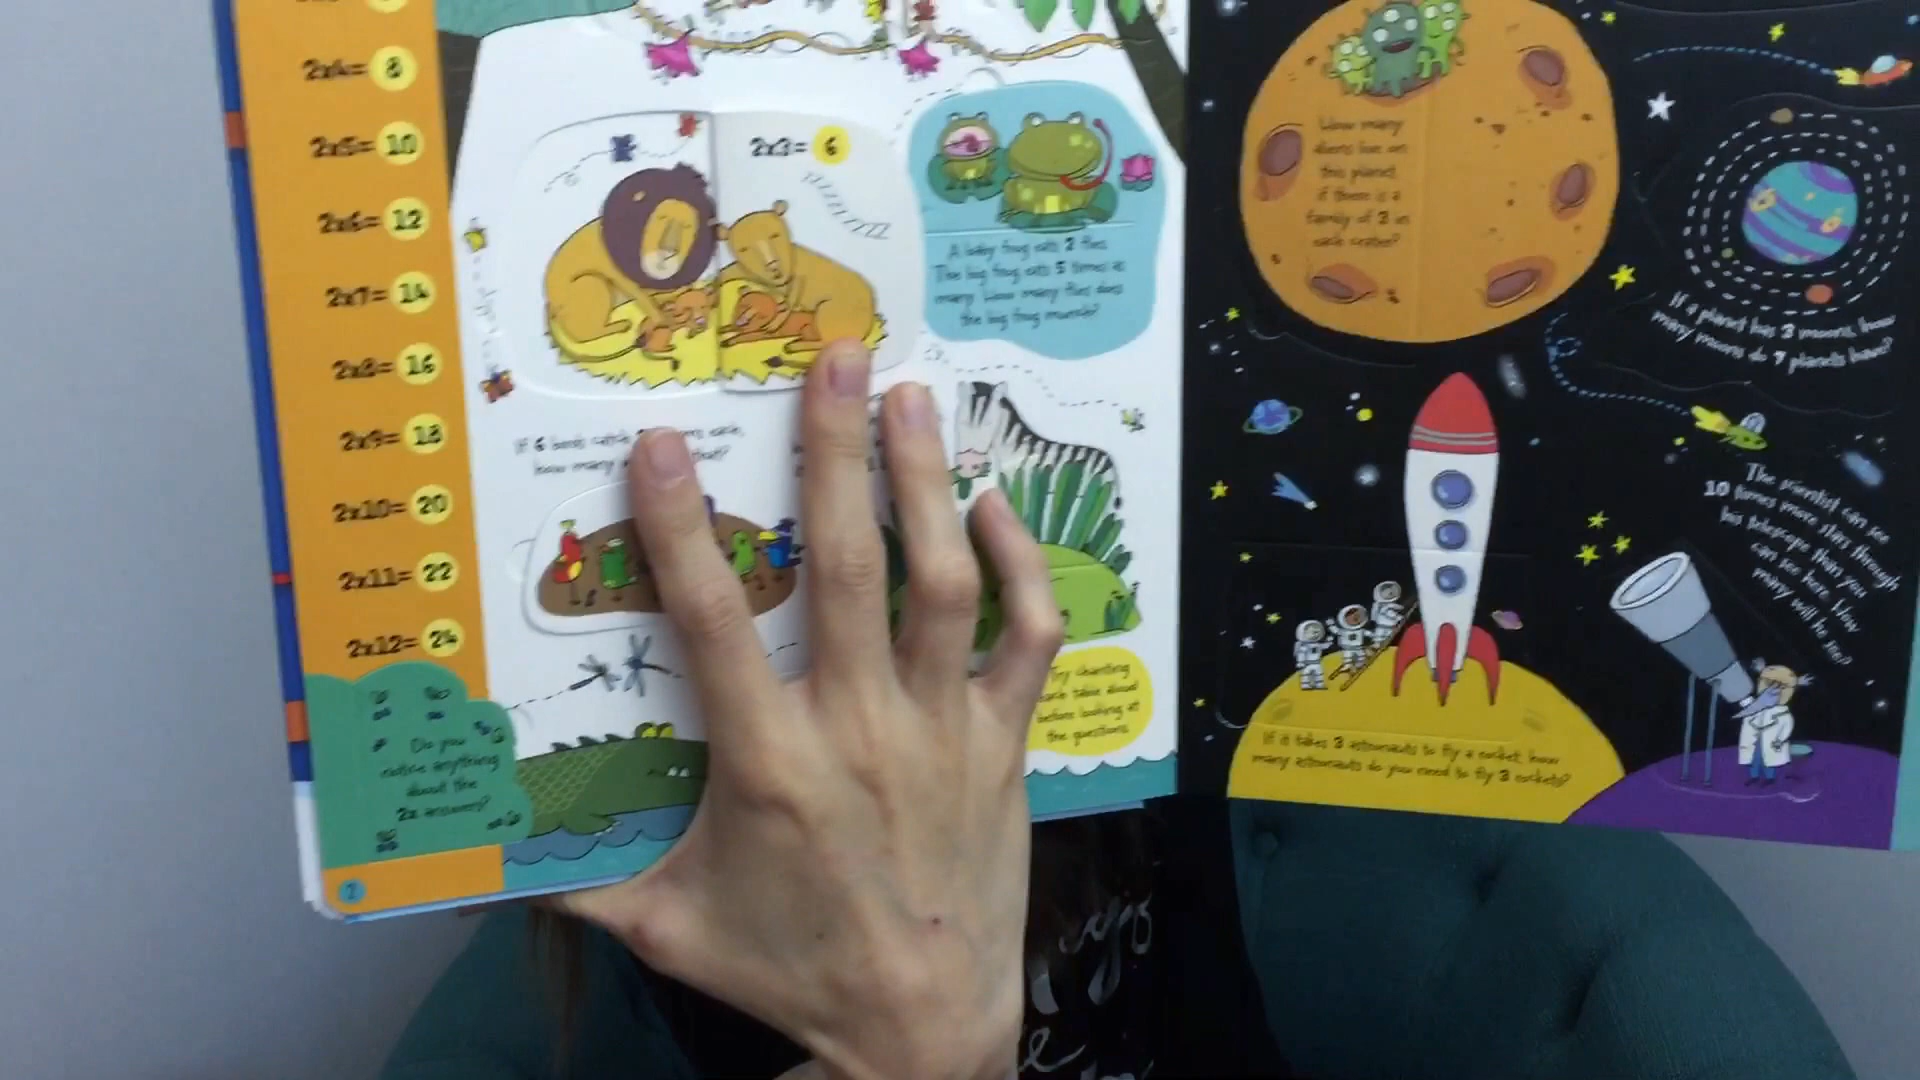 2x4= 8
2x5= 10
2x6= 12
2x7= 14
2x8= 16
2x9= 18
2x10= 20
2x11= 22
2x12= 24
Do you
notice anything
about the
2x answers?
2
2x3= 6
A baby frog eats 2 flies.
The big frog eats 5 times as
many. How many flies does
the big frog munch?
If 6 birds catch each,
how many that?
Try chanting
each table aloud
before looking at
the questions.
How many
aliens live on
this planet
if there is a
family of 3 in
each crater?
If a planet has 3 moons, how
many moons do 7 planets have?
The scientist can see
10 times more stars through
his telescope than you
can see here. How
many will he see?
If it takes 3 astronauts to fly a rocket, how
many astronauts do you need to fly 3 rockets?